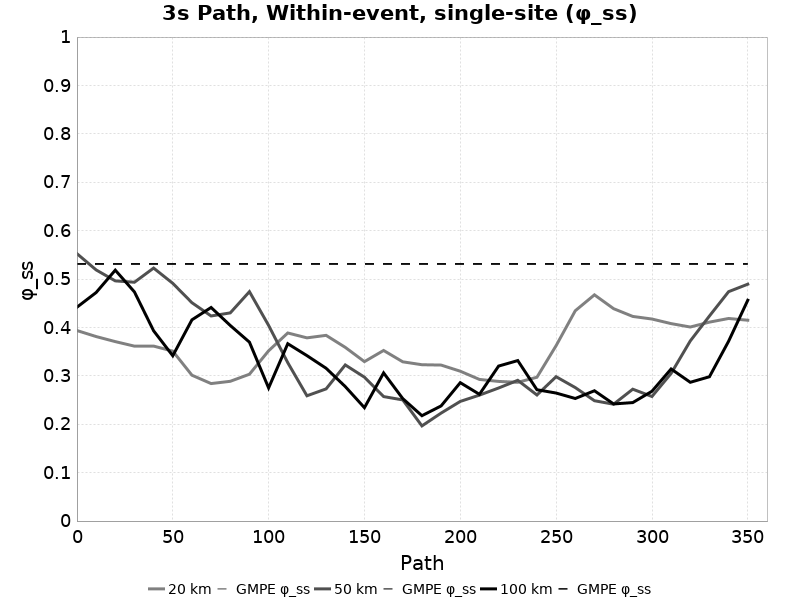 3s Path, Within-event, single-site (φ_ss)
1
0.9
0.8
0.7
0.6
0.5
0.4
0.3
0.2
0.1
0
φ_ss
0 50 100 150 200 250 300 350
Path
20 km GMPE φ_ss 50 km GMPE φ_ss 100 km GMPE φ_ss